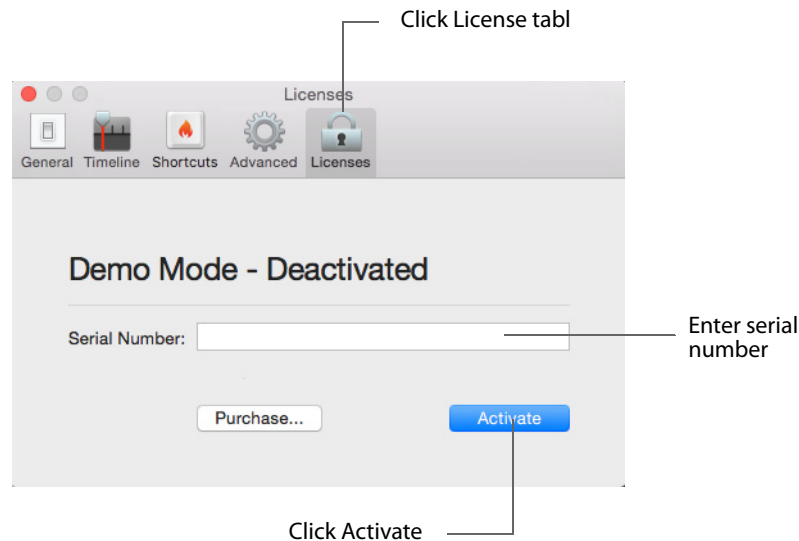 Click License tabl
Licenses
General Timeline Shortcuts Advanced Licenses
Demo Mode - Deactivated
Serial Number:
Enter serial
number
Purchase... Activate
Click Activate